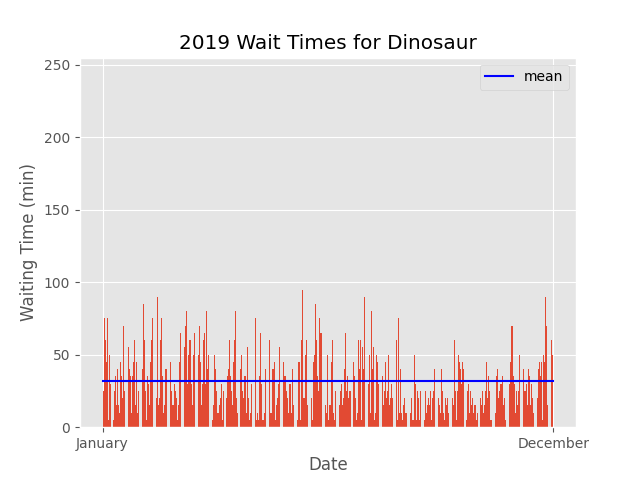 2019 Wait Times for Dinosaur
mean
250
200
150
100
50
0
Waiting Time (min)
January
December
Date